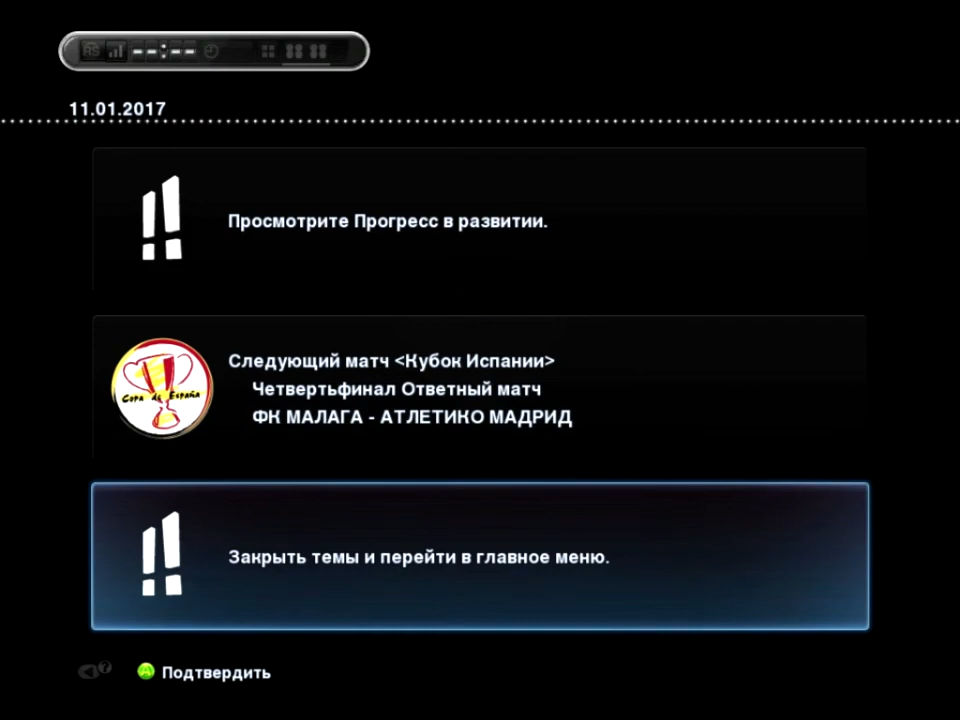 RS
--:--
11.01.2017
!!
Просмотрите Прогресс в развитии.
Следующий матч <Кубок Испании>
Четвертьфинал Ответный матч
ФК МАЛАГА - АТЛЕТИКО МАДРИД
Copa de España
!!
Закрыть темы и перейти в главное меню.
? A Подтвердить